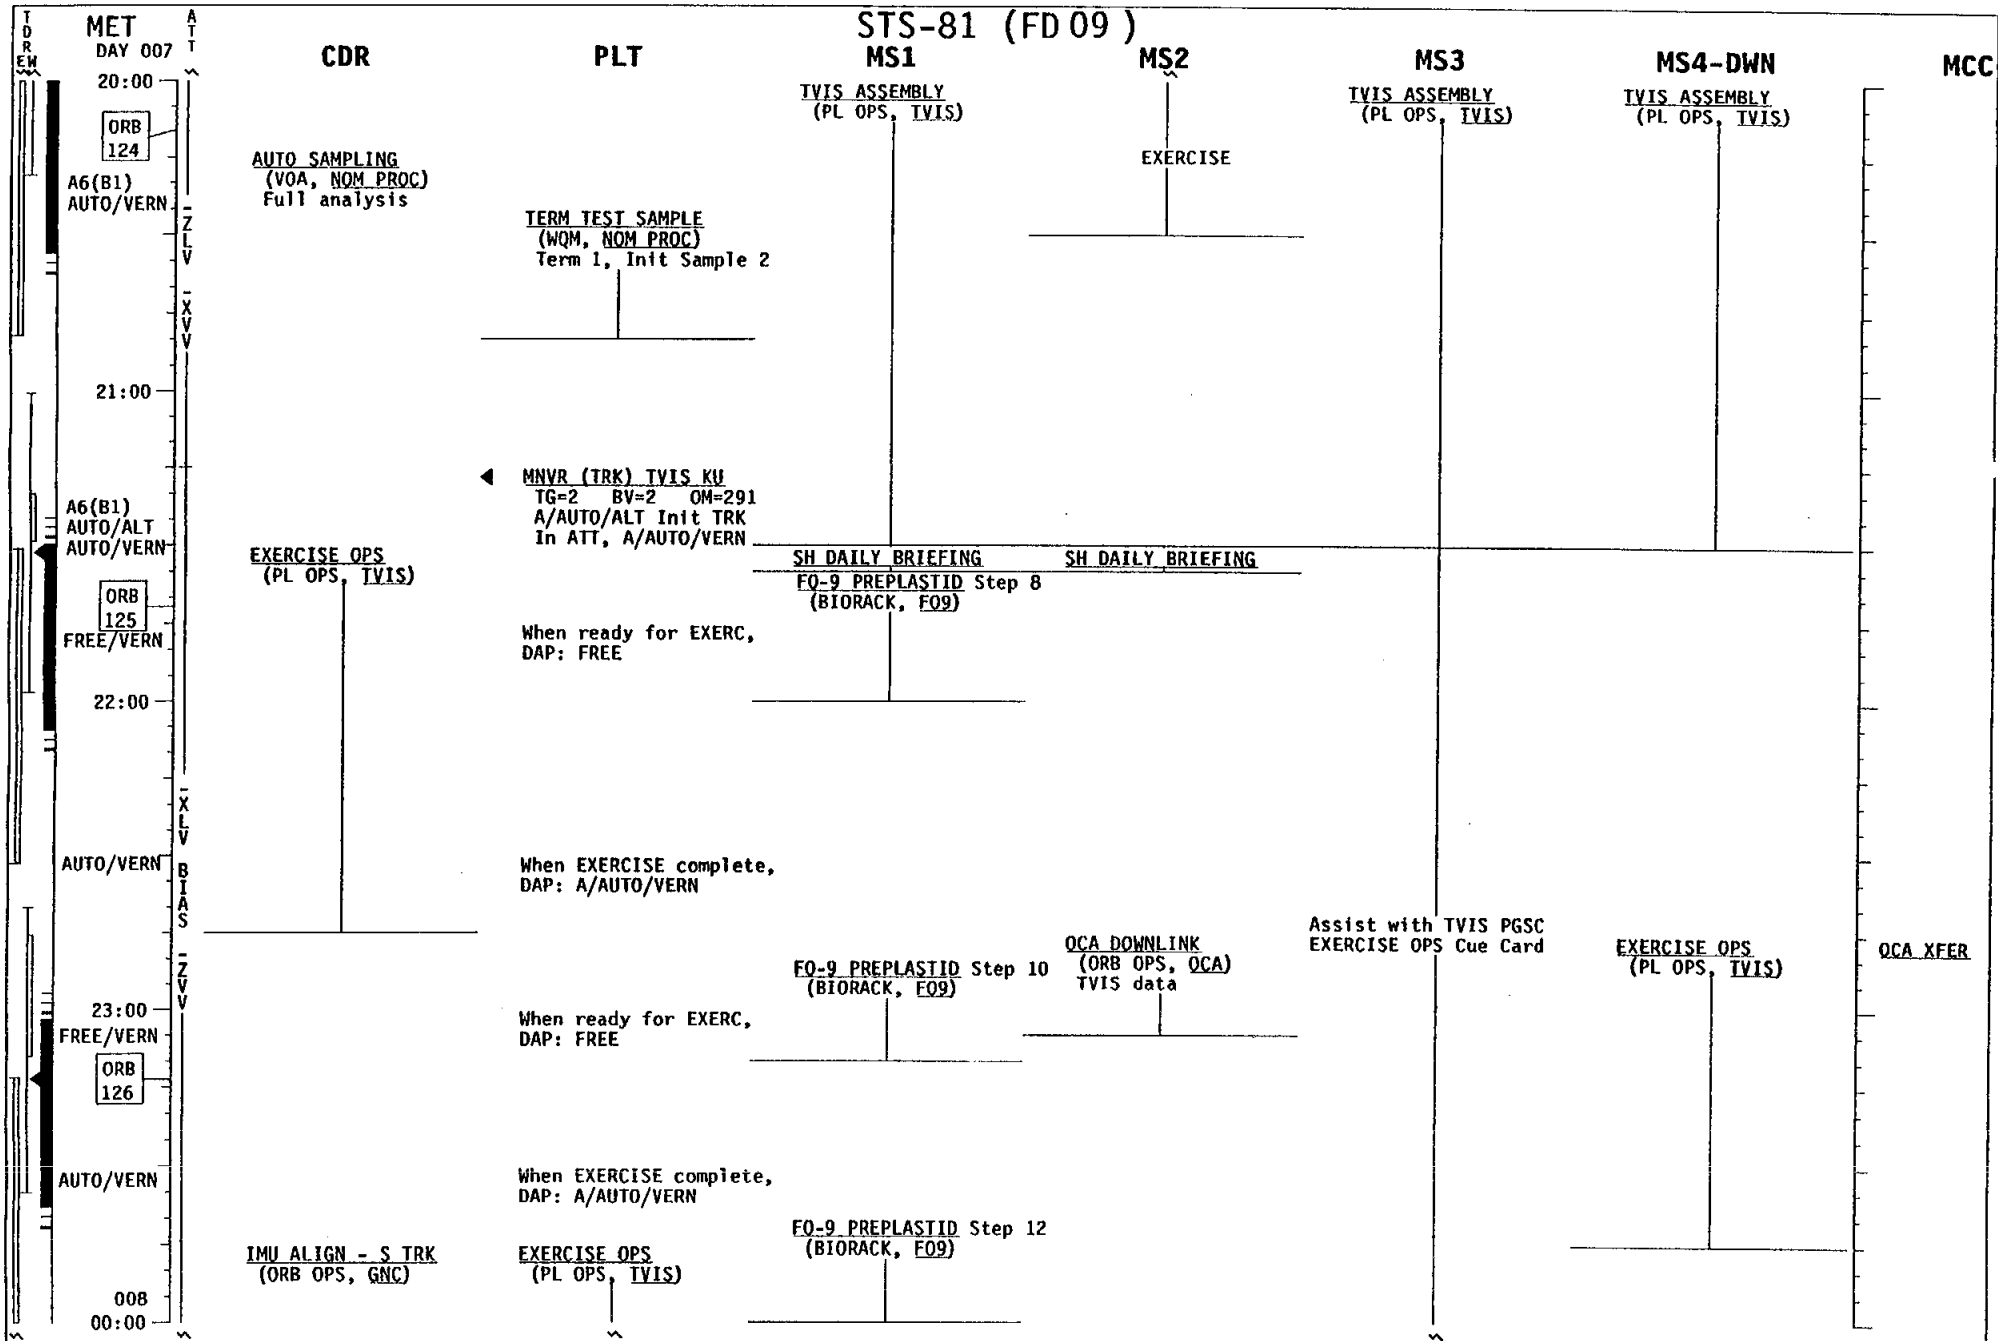 STS-81 (FD 09 )
T
D
R
E W
MET
DAY 007
A
T
T
CDR
PLT
MS1
MS2
MS3
MS4-DWN
MCC
20:00
ORB
124
A6(B1)
AUTO/VERN
-ZLV
-XVV
21:00
A6(B1)
AUTO/ALT
AUTO/VERN
ORB
125
FREE/VERN
22:00
-XLV
BIAS
AUTO/VERN
-ZVV
23:00
FREE/VERN
ORB
126
AUTO/VERN
008
00:00
AUTO SAMPLING
(VOA, NOM PROC)
Full analysis
EXERCISE OPS
(PL OPS, TVIS)
IMU ALIGN - S TRK
(ORB OPS, GNC)
TERM TEST SAMPLE
(WQM, NOM PROC)
Term 1, Init Sample 2
MNVR (TRK) TVIS KU
TG=2 BV=2 OM=291
A/AUTO/ALT Init TRK
In ATT, A/AUTO/VERN
When ready for EXERC,
DAP: FREE
When EXERCISE complete,
DAP: A/AUTO/VERN
When ready for EXERC,
DAP: FREE
When EXERCISE complete,
DAP: A/AUTO/VERN
EXERCISE OPS
(PL OPS, TVIS)
TVIS ASSEMBLY
(PL OPS, TVIS)
SH DAILY BRIEFING
FO-9 PREPLASTID Step 8
(BIORACK, FO9)
FO-9 PREPLASTID Step 10
(BIORACK, FO9)
FO-9 PREPLASTID Step 12
(BIORACK, FO9)
EXERCISE
SH DAILY BRIEFING
OCA DOWNLINK
(ORB OPS, OCA)
TVIS data
TVIS ASSEMBLY
(PL OPS, TVIS)
Assist with TVIS PGSC
EXERCISE OPS Cue Card
TVIS ASSEMBLY
(PL OPS, TVIS)
EXERCISE OPS
(PL OPS, TVIS)
OCA XFER